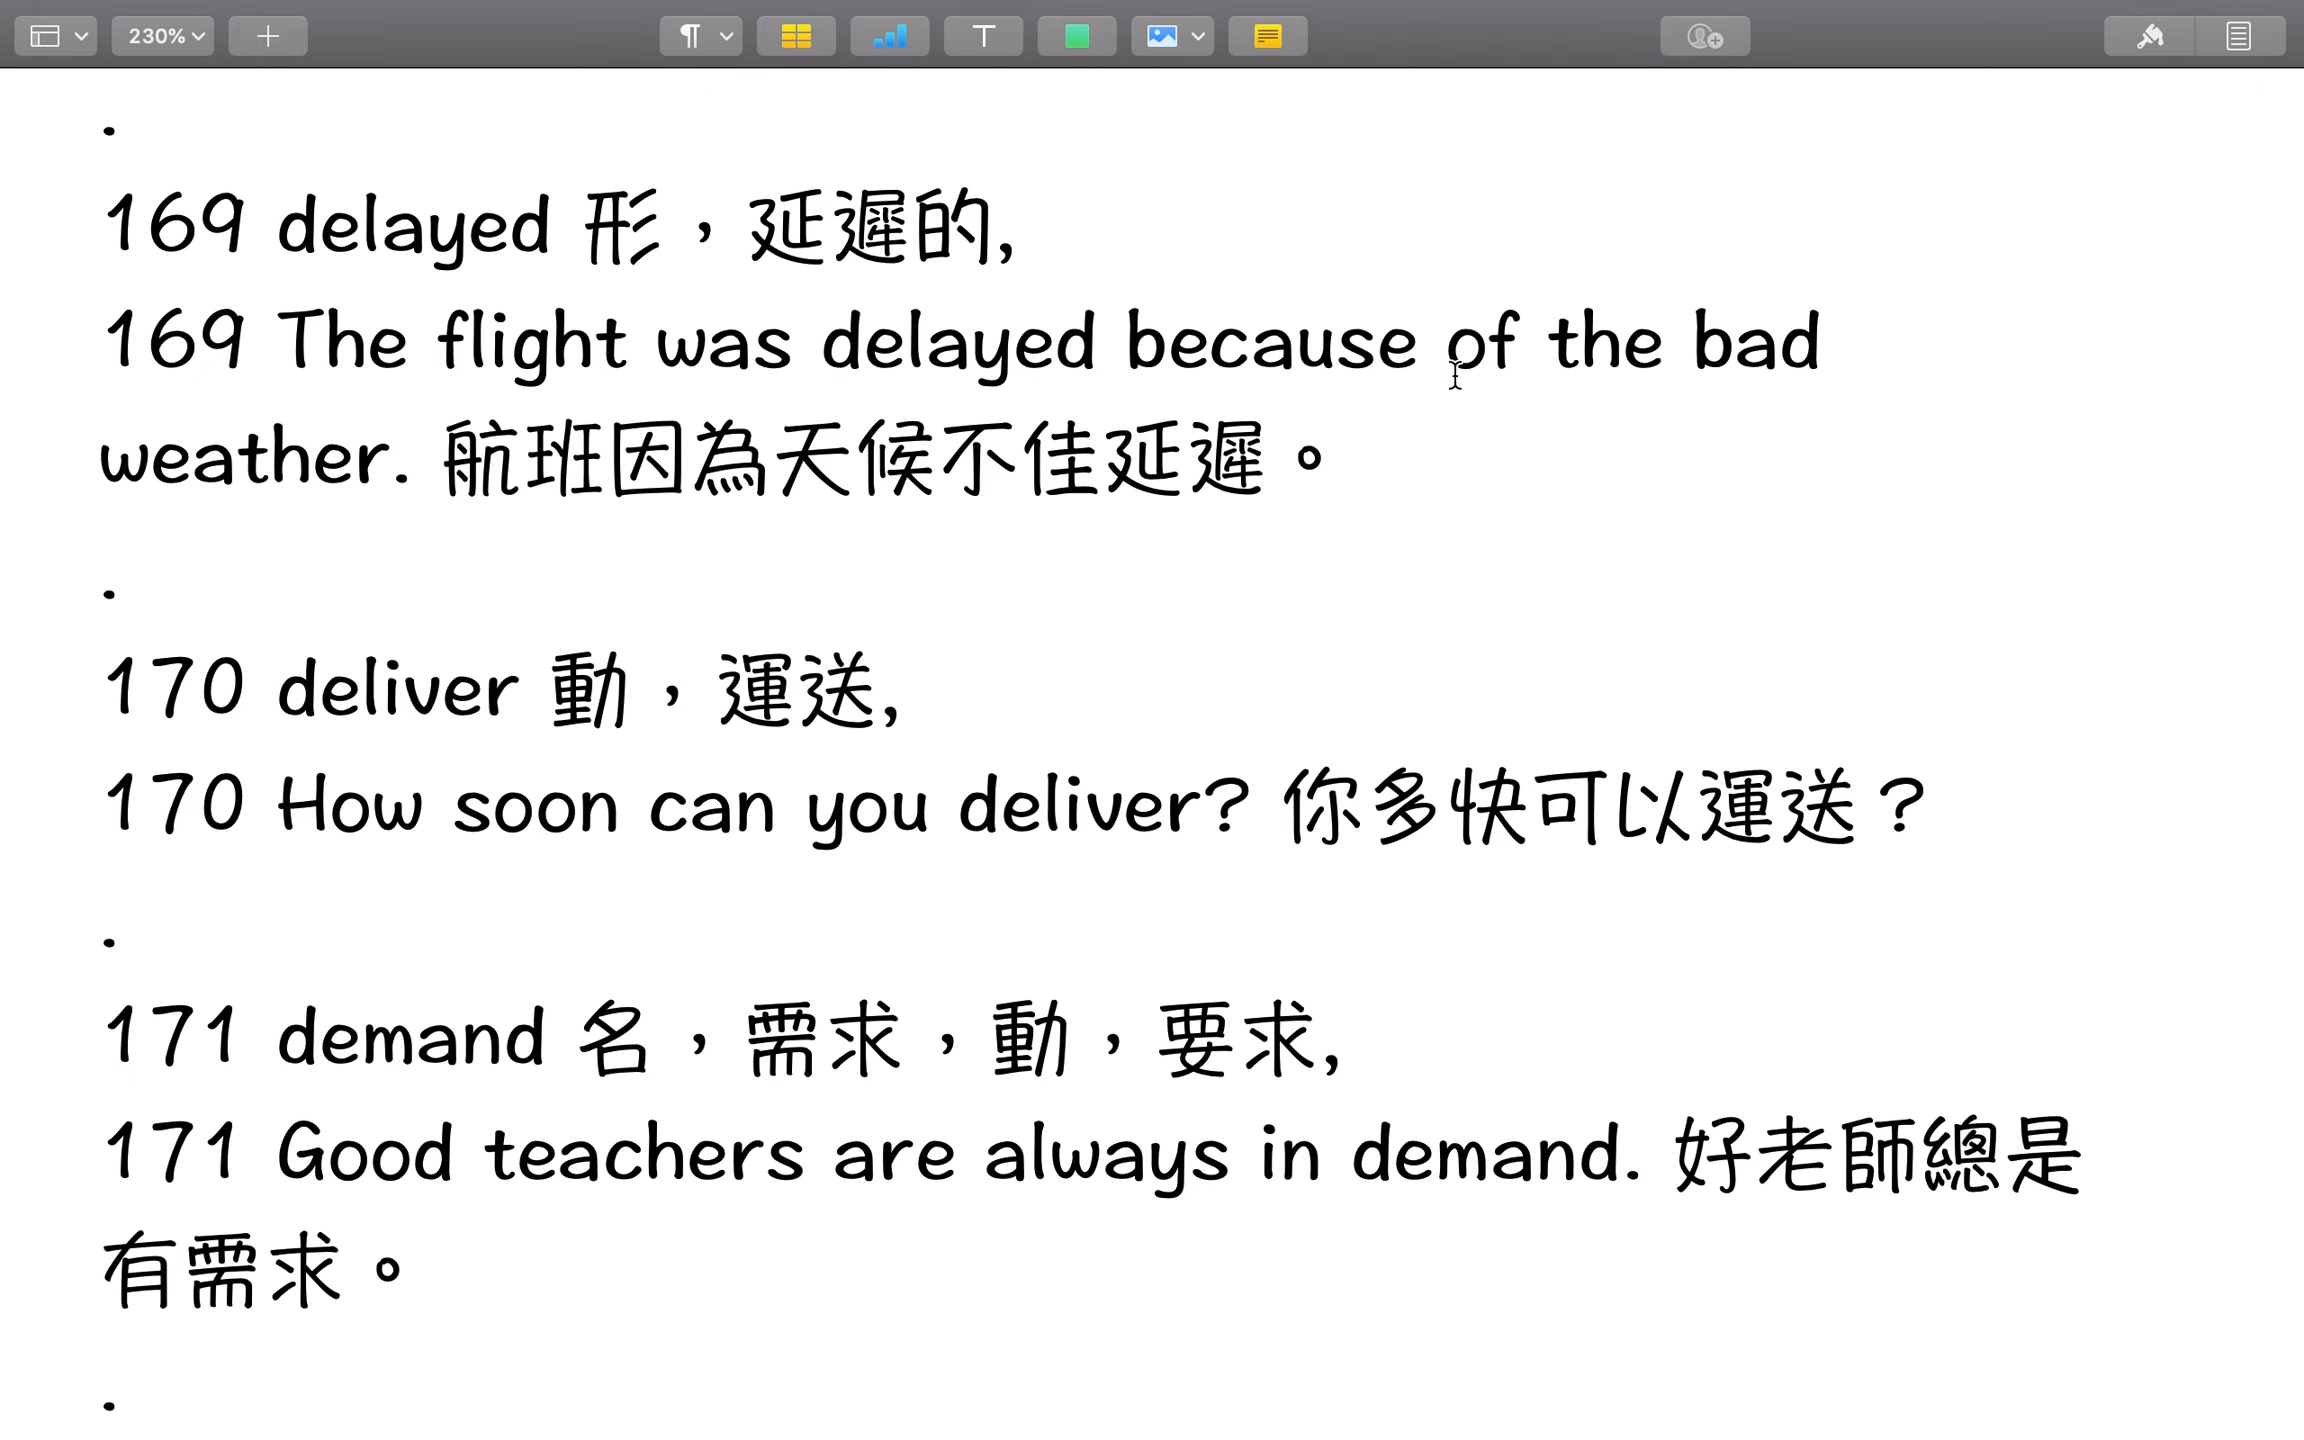 230%
.
169 delayed 形，延遲的,
169 The flight was delayed because of the bad
weather. 航班因為天候不佳延遲。
.
170 deliver 動，運送,
170 How soon can you deliver? 你多快可以運送？
.
171 demand 名，需求，動，要求,
171 Good teachers are always in demand. 好老師總是
有需求。
.